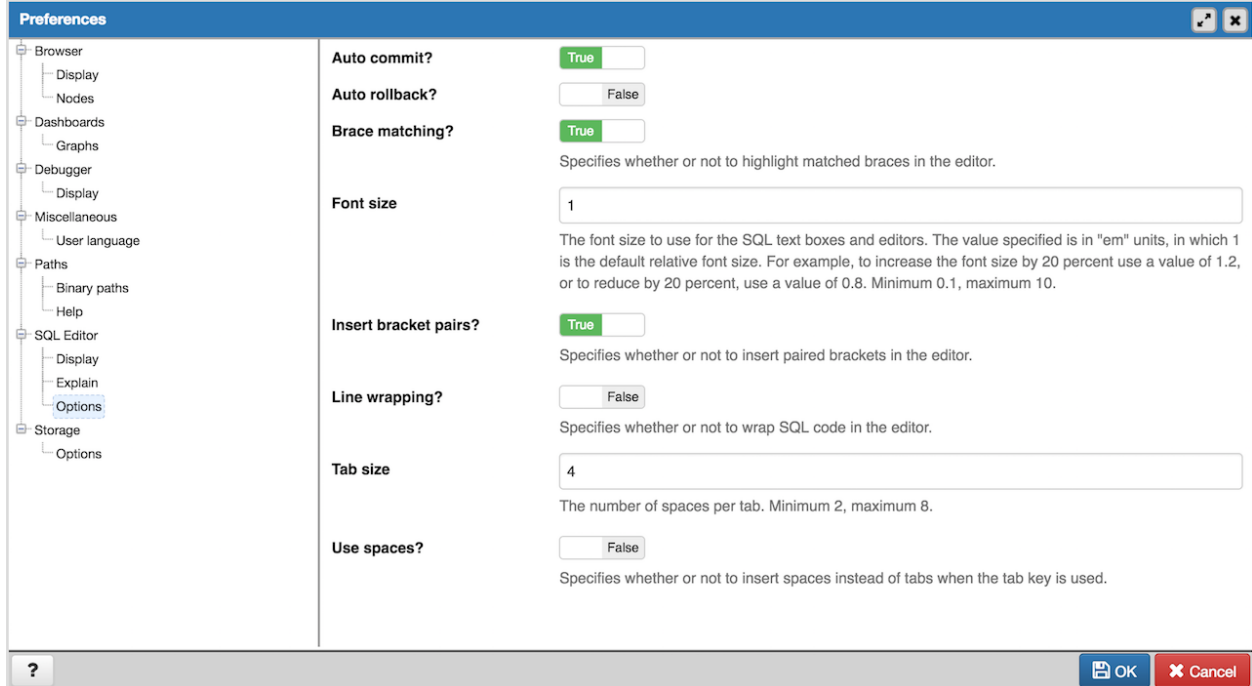 Preferences
Browser
Display
Nodes
Dashboards
Graphs
Debugger
Display
Miscellaneous
User language
Paths
Binary paths
Help
SQL Editor
Display
Explain
Options
Storage
Options
Auto commit? True
Auto rollback? False
Brace matching? True
Specifies whether or not to highlight matched braces in the editor.
Font size 1
The font size to use for the SQL text boxes and editors. The value specified is in "em" units, in which 1
is the default relative font size. For example, to increase the font size by 20 percent use a value of 1.2,
or to reduce by 20 percent, use a value of 0.8. Minimum 0.1, maximum 10.
Insert bracket pairs? True
Specifies whether or not to insert paired brackets in the editor.
Line wrapping? False
Specifies whether or not to wrap SQL code in the editor.
Tab size 4
The number of spaces per tab. Minimum 2, maximum 8.
Use spaces? False
Specifies whether or not to insert spaces instead of tabs when the tab key is used.
? OK Cancel